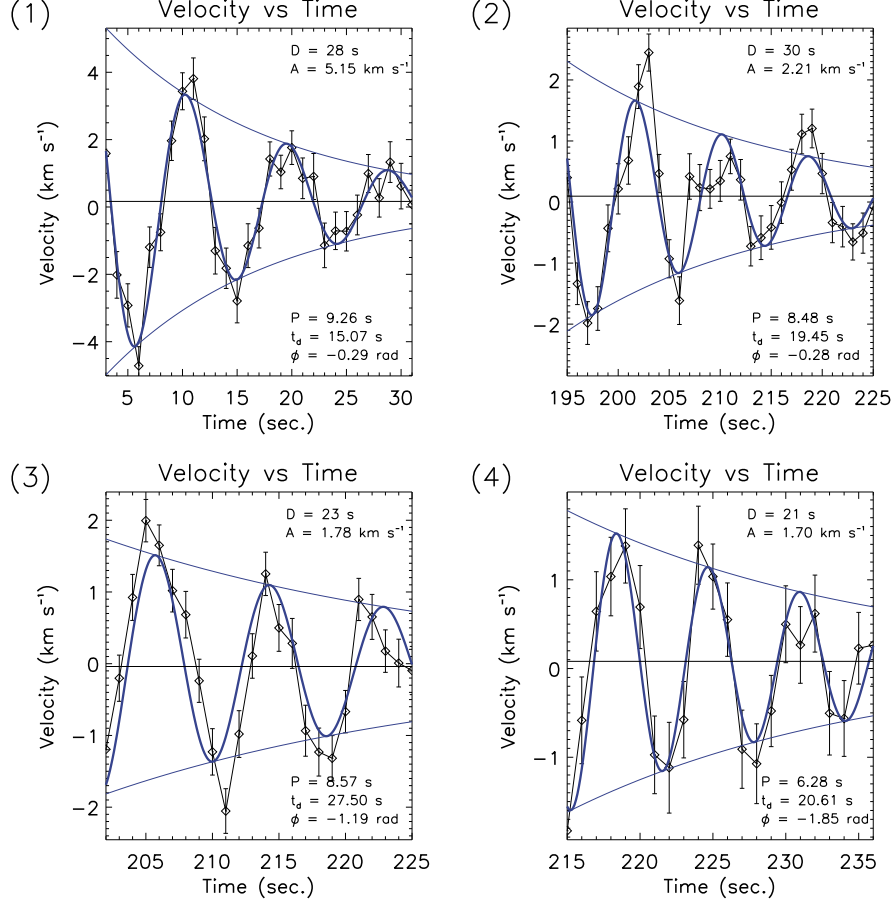 (1)
Velocity vs Time
D = 28 s
A = 5.15 km s⁻¹
4
2
0
−2
−4
Velocity (km s⁻¹)
P = 9.26 s
t_d = 15.07 s
ϕ = −0.29 rad
5 10 15 20 25 30
Time (sec.)
(2)
Velocity vs Time
D = 30 s
A = 2.21 km s⁻¹
2
1
0
−1
−2
Velocity (km s⁻¹)
P = 8.48 s
t_d = 19.45 s
ϕ = −0.28 rad
195 200 205 210 215 220 225
Time (sec.)
(3)
Velocity vs Time
D = 23 s
A = 1.78 km s⁻¹
2
1
0
−1
−2
Velocity (km s⁻¹)
P = 8.57 s
t_d = 27.50 s
ϕ = −1.19 rad
205 210 215 220 225
Time (sec.)
(4)
Velocity vs Time
D = 21 s
A = 1.70 km s⁻¹
1
0
−1
Velocity (km s⁻¹)
P = 6.28 s
t_d = 20.61 s
ϕ = −1.85 rad
215 220 225 230 235
Time (sec.)